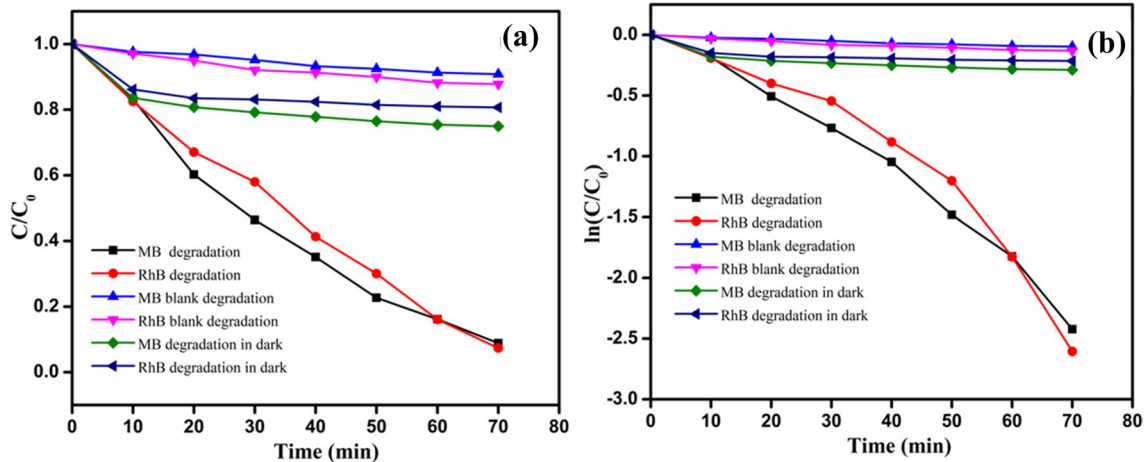 (a)
1.0
0.8
0.6
0.4
0.2
0.0
C/C₀
MB degradation
RhB degradation
MB blank degradation
RhB blank degradation
MB degradation in dark
RhB degradation in dark
0 10 20 30 40 50 60 70 80
Time (min)
(b)
0.0
-0.5
-1.0
-1.5
-2.0
-2.5
-3.0
ln(C/C₀)
MB degradation
RhB degradation
MB blank degradation
RhB blank degradation
MB degradation in dark
RhB degradation in dark
0 10 20 30 40 50 60 70 80
Time (min)